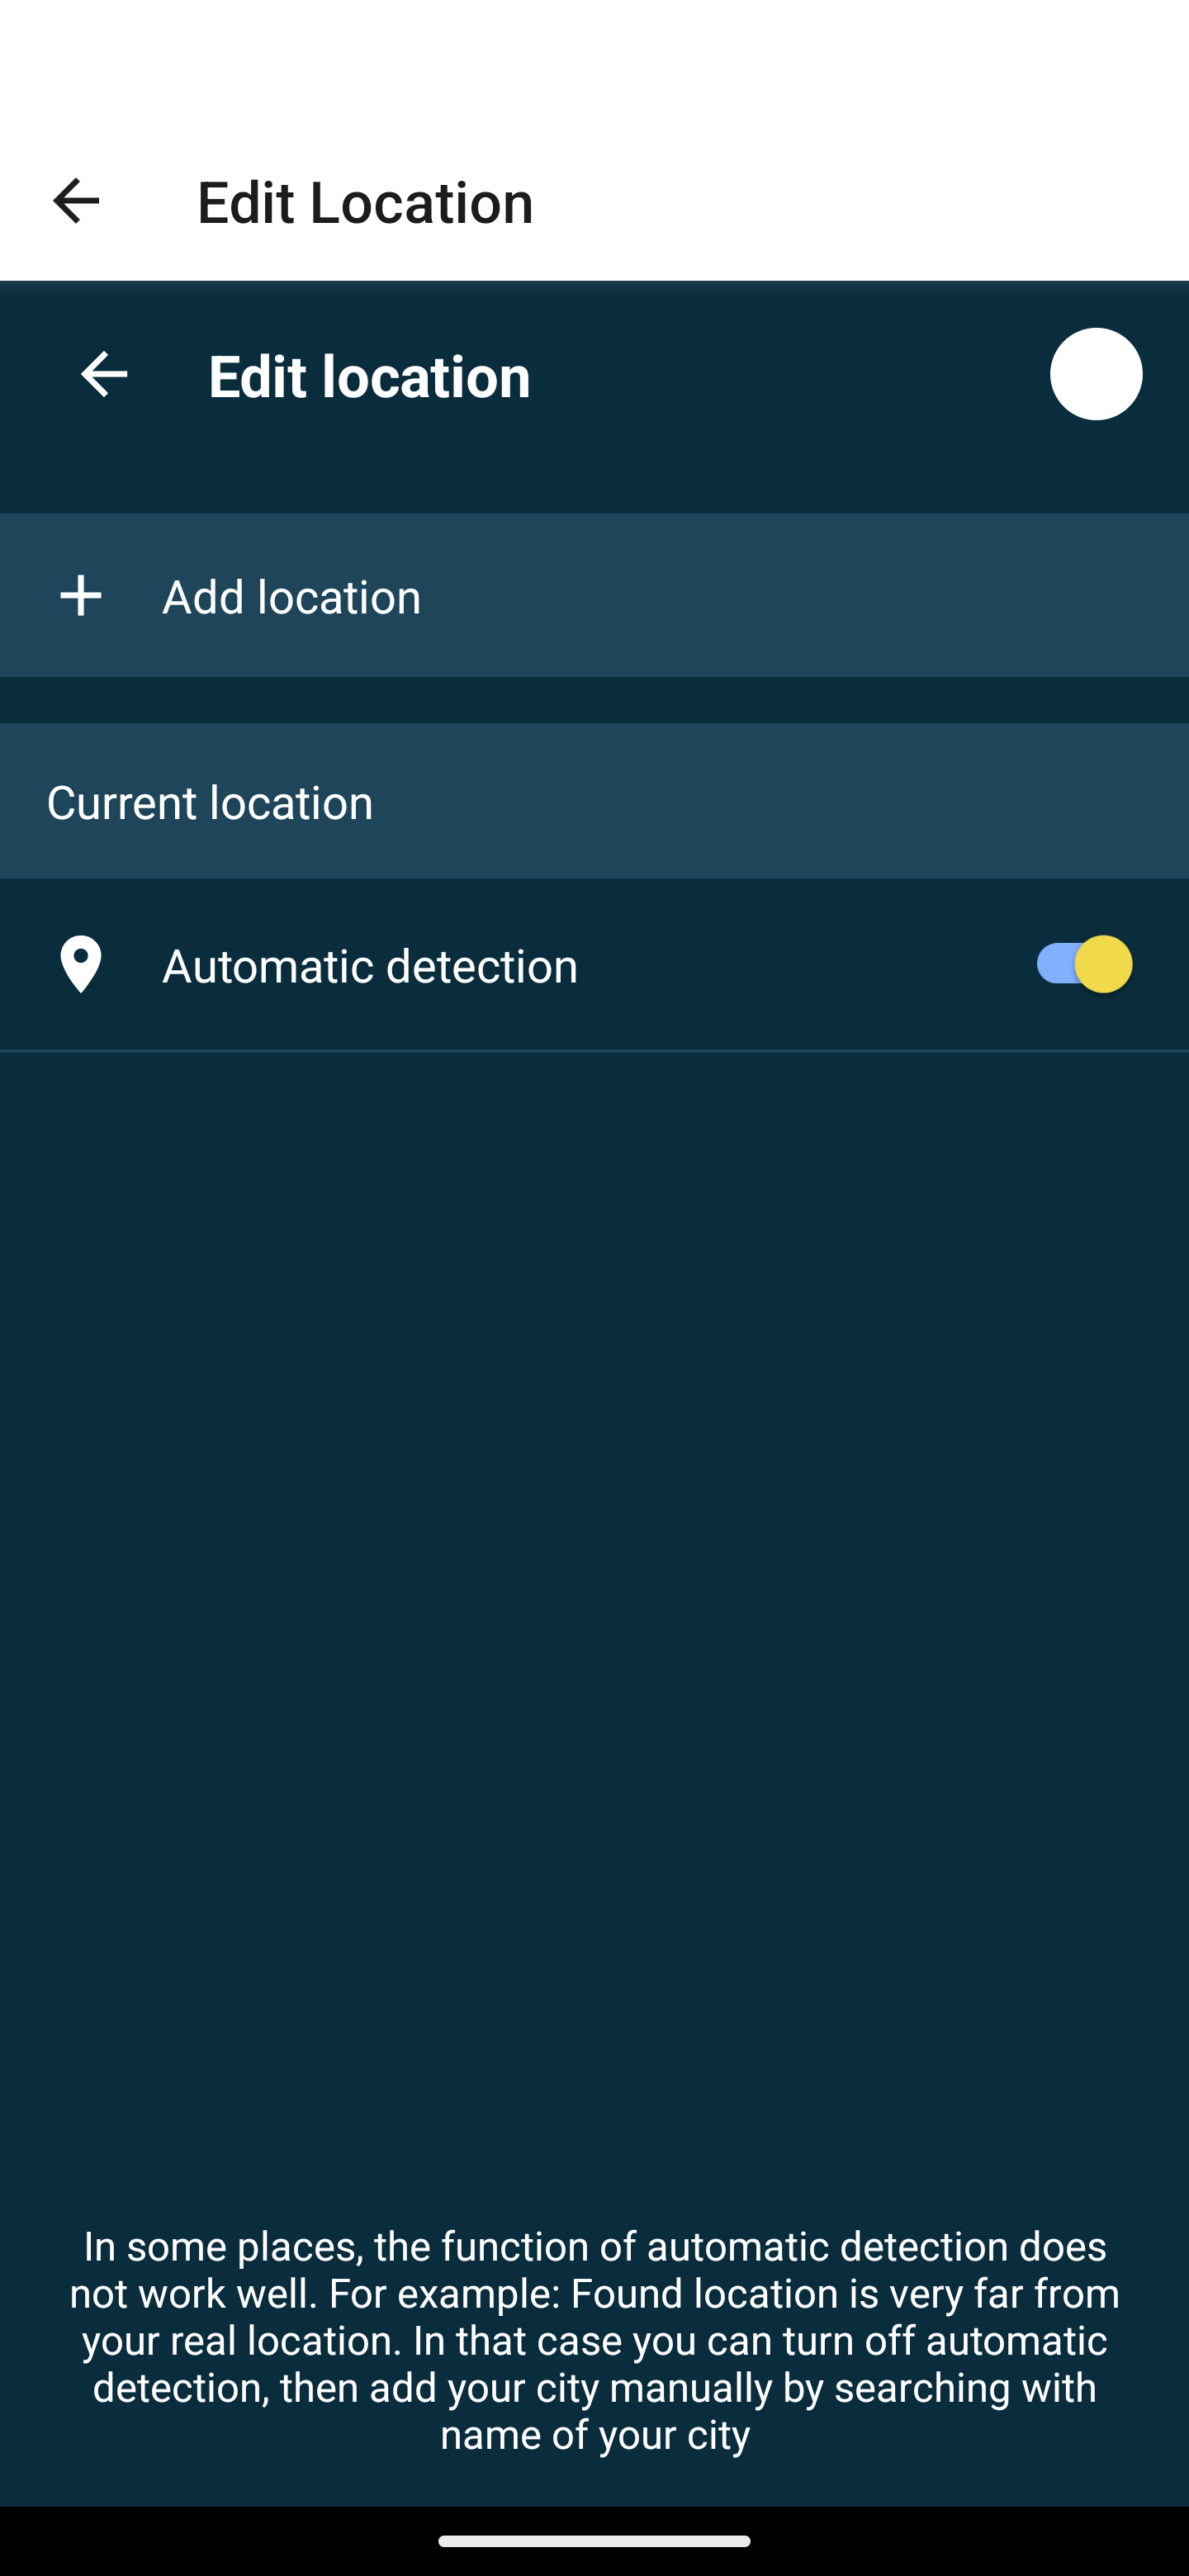 Edit Location
Edit location
Add location
Current location
Automatic detection
In some places, the function of automatic detection does
not work well. For example: Found location is very far from
your real location. In that case you can turn off automatic
detection, then add your city manually by searching with
name of your city